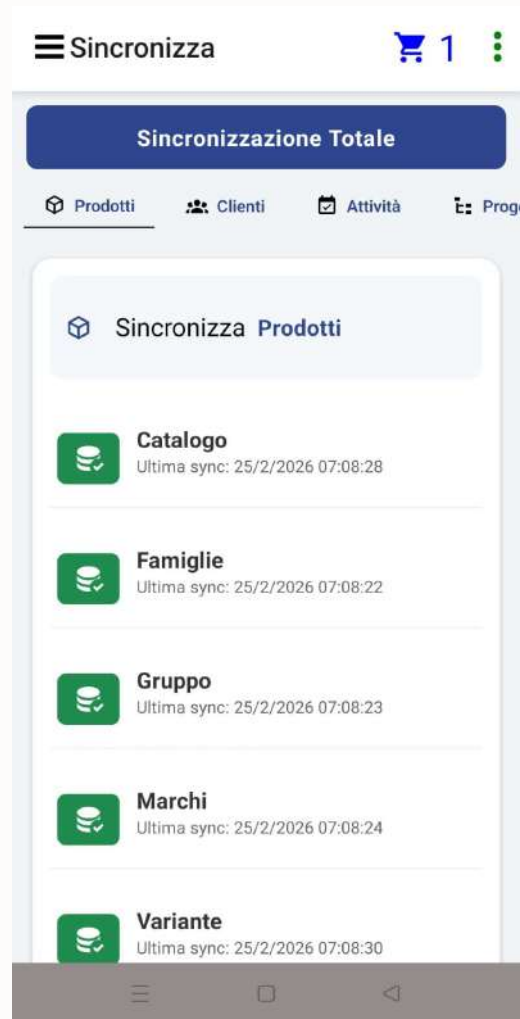 Sincronizza 1
Sincronizzazione Totale
Prodotti Clienti Attività Prog
Sincronizza Prodotti
Catalogo
Ultima sync: 25/2/2026 07:08:28
Famiglie
Ultima sync: 25/2/2026 07:08:22
Gruppo
Ultima sync: 25/2/2026 07:08:23
Marchi
Ultima sync: 25/2/2026 07:08:24
Variante
Ultima sync: 25/2/2026 07:08:30